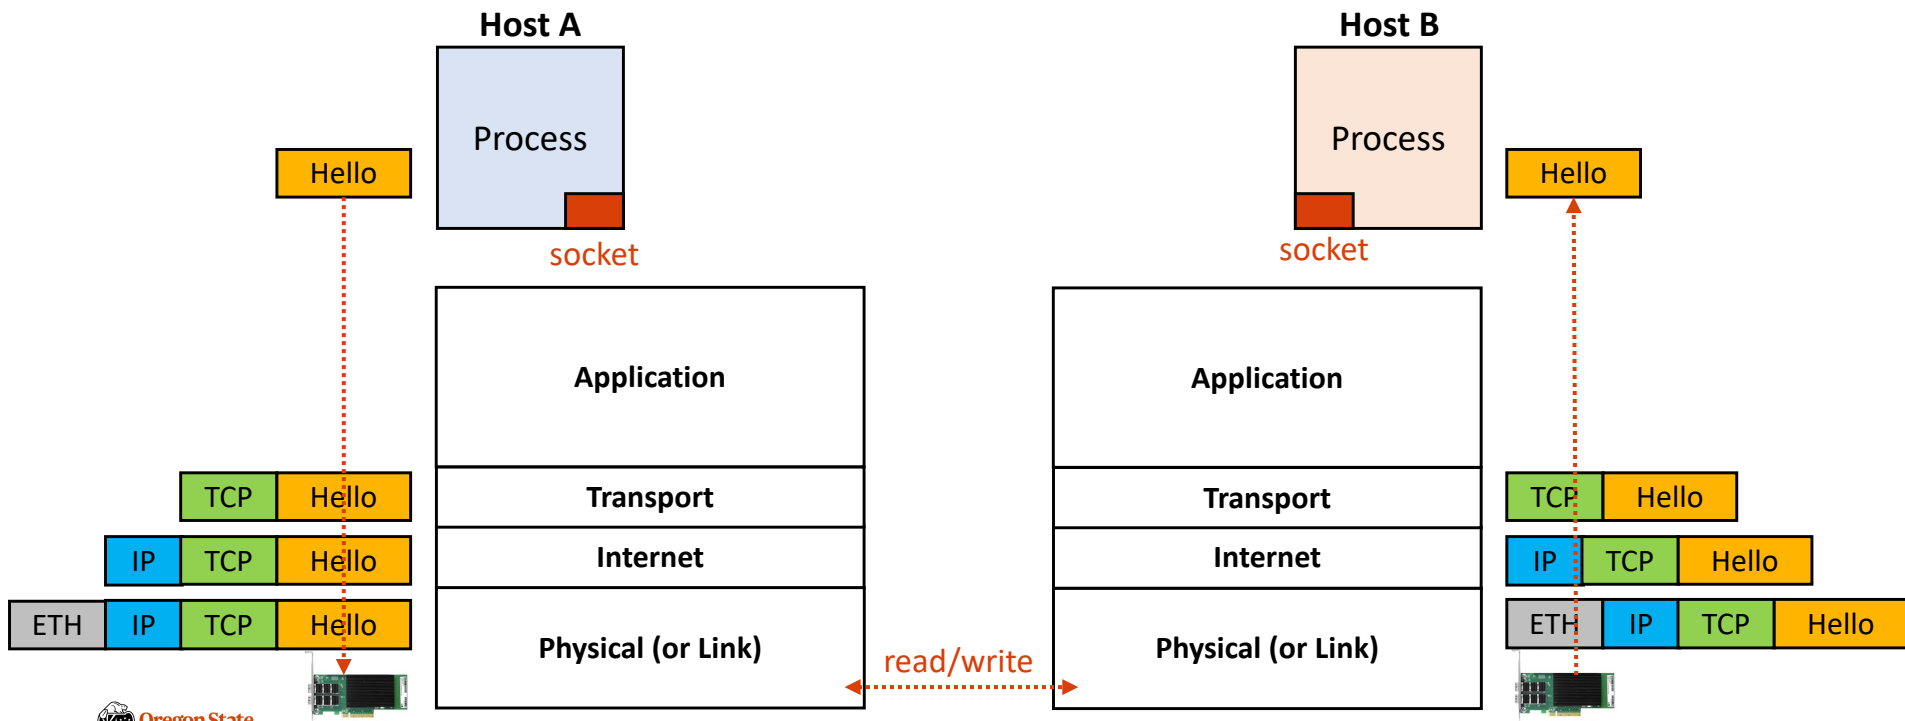 Host A
Host B
Process
Process
Hello
Hello
socket
socket
Application
Application
TCP Hello
Transport
Transport
TCP Hello
IP TCP Hello
Internet
Internet
IP TCP Hello
ETH IP TCP Hello
Physical (or Link)
read/write
Physical (or Link)
ETH IP TCP Hello
Oregon State